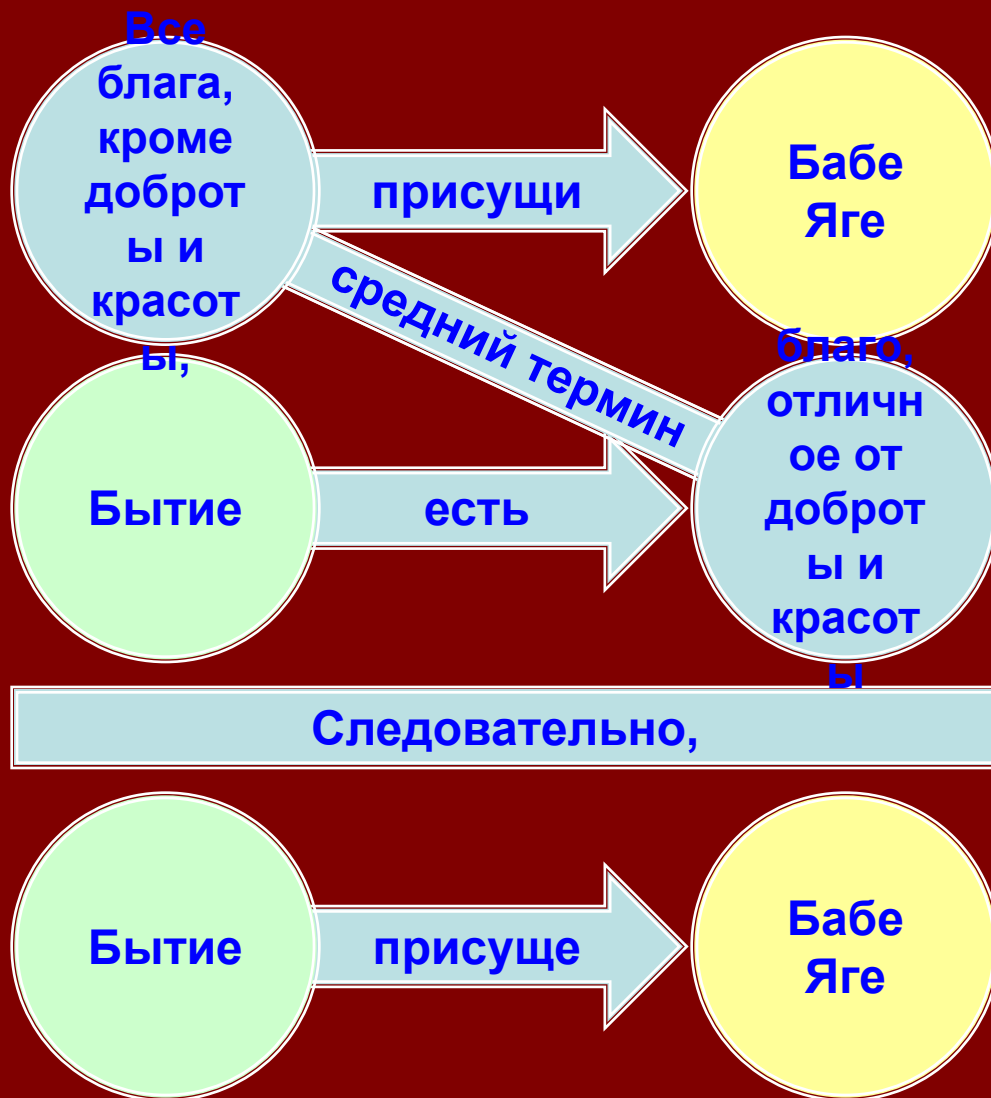 Все
блага,
кроме
доброт
ы и
красот
ы,
присущи
Бабе
Яге
средний термин
Бытие
есть
благо,
отличн
ое от
доброт
ы и
красот
ы
Следовательно,
Бытие
присуще
Бабе
Яге